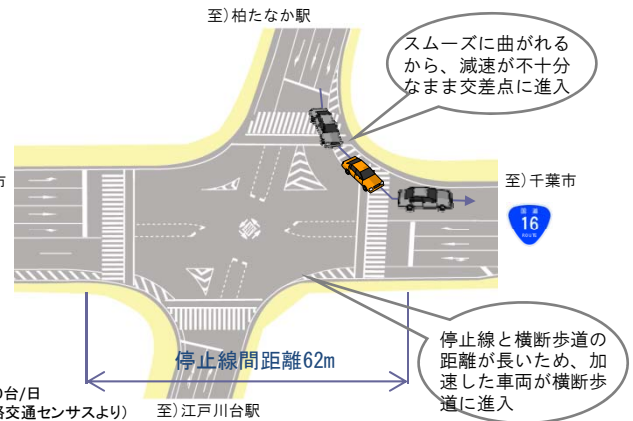 至)柏たなか駅
スムーズに曲がれる
から、減速が不十分
なまま交差点に進入
市
至)千葉市
国道
16
ROUTE
停止線間距離62m
停止線と横断歩道の
距離が長いため、加
速した車両が横断歩
道に進入
0台/日
路交通センサスより)
至)江戸川台駅